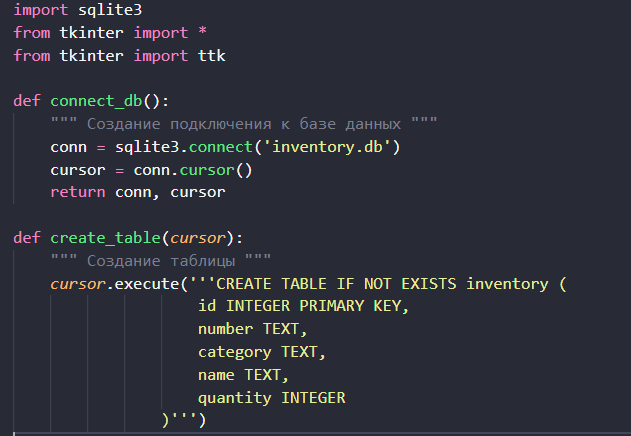 import sqlite3
from tkinter import *
from tkinter import ttk
def connect_db():
""" Создание подключения к базе данных """
conn = sqlite3.connect('inventory.db')
cursor = conn.cursor()
return conn, cursor
def create_table(cursor):
""" Создание таблицы """
cursor.execute('''CREATE TABLE IF NOT EXISTS inventory (
id INTEGER PRIMARY KEY,
number TEXT,
category TEXT,
name TEXT,
quantity INTEGER
)''')